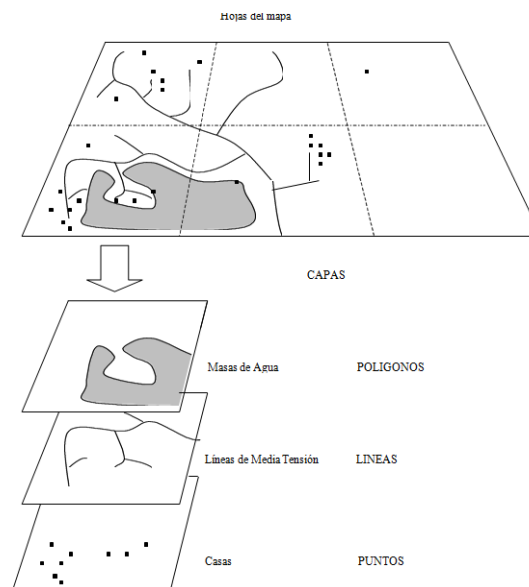 Hojas del mapa
CAPAS
Masas de Agua POLIGONOS
Líneas de Media Tensión LINEAS
Casas PUNTOS